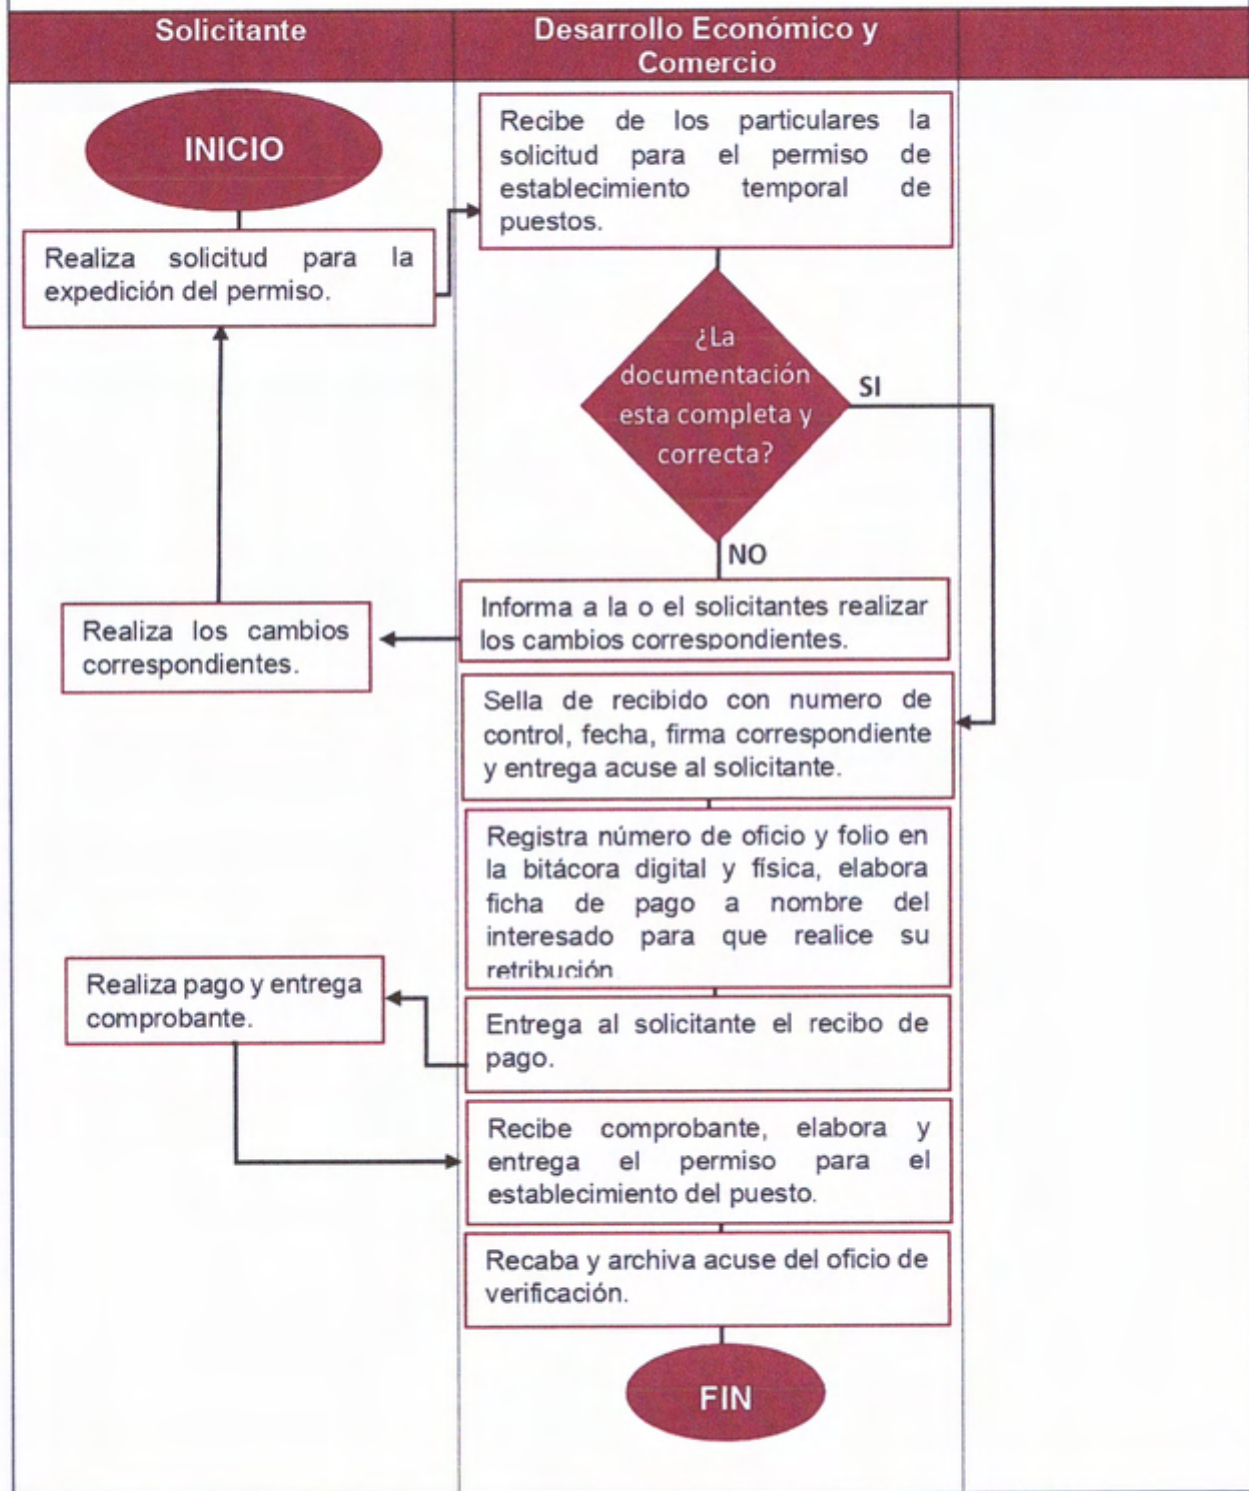 Solicitante
Desarrollo Económico y
Comercio
INICIO
Realiza solicitud para la
expedición del permiso.
Recibe de los particulares la
solicitud para el permiso de
establecimiento temporal de
puestos.
¿La
documentación
esta completa y
correcta?
SI
NO
Informa a la o el solicitantes realizar
los cambios correspondientes.
Realiza los cambios
correspondientes.
Sella de recibido con numero de
control, fecha, firma correspondiente
y entrega acuse al solicitante.
Registra número de oficio y folio en
la bitácora digital y física, elabora
ficha de pago a nombre del
interesado para que realice su
retribución
Entrega al solicitante el recibo de
pago.
Realiza pago y entrega
comprobante.
Recibe comprobante, elabora y
entrega el permiso para el
establecimiento del puesto.
Recaba y archiva acuse del oficio de
verificación.
FIN